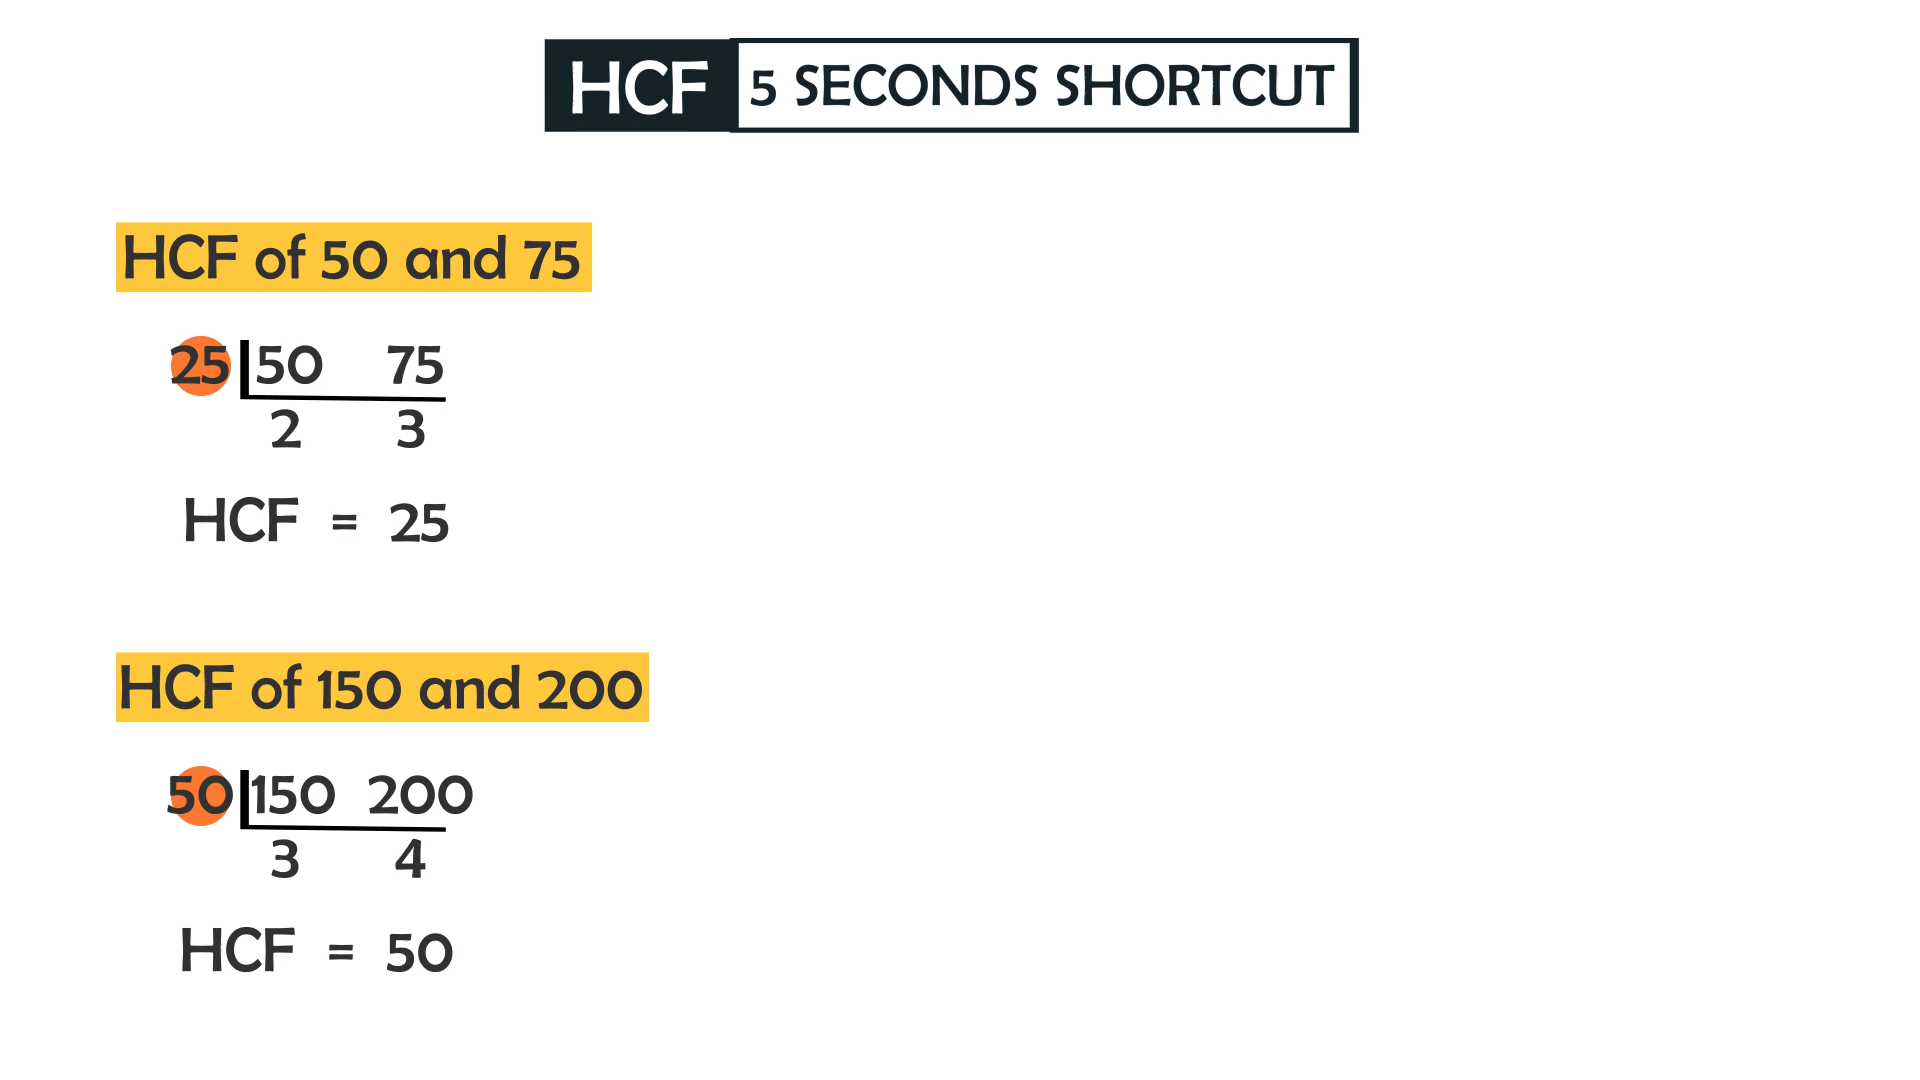 HCF 5 SECONDS SHORTCUT
HCF of 50 and 75
25 50 75
2 3
HCF = 25
HCF of 150 and 200
50 150 200
3 4
HCF = 50